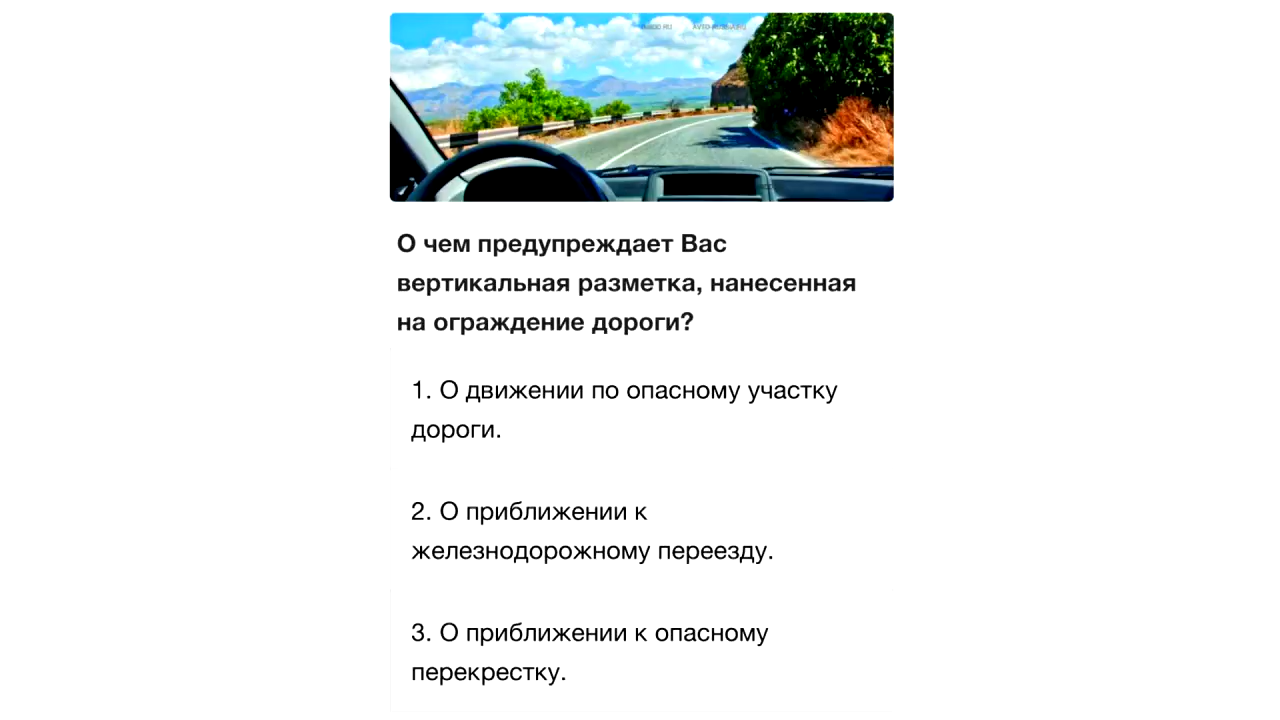 О чем предупреждает Вас
вертикальная разметка, нанесенная
на ограждение дороги?
1. О движении по опасному участку
дороги.
2. О приближении к
железнодорожному переезду.
3. О приближении к опасному
перекрестку.